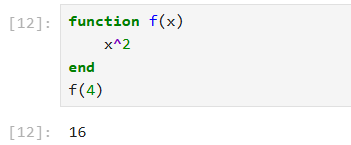 [12]: function f(x)
    x^2
end
f(4)
[12]: 16